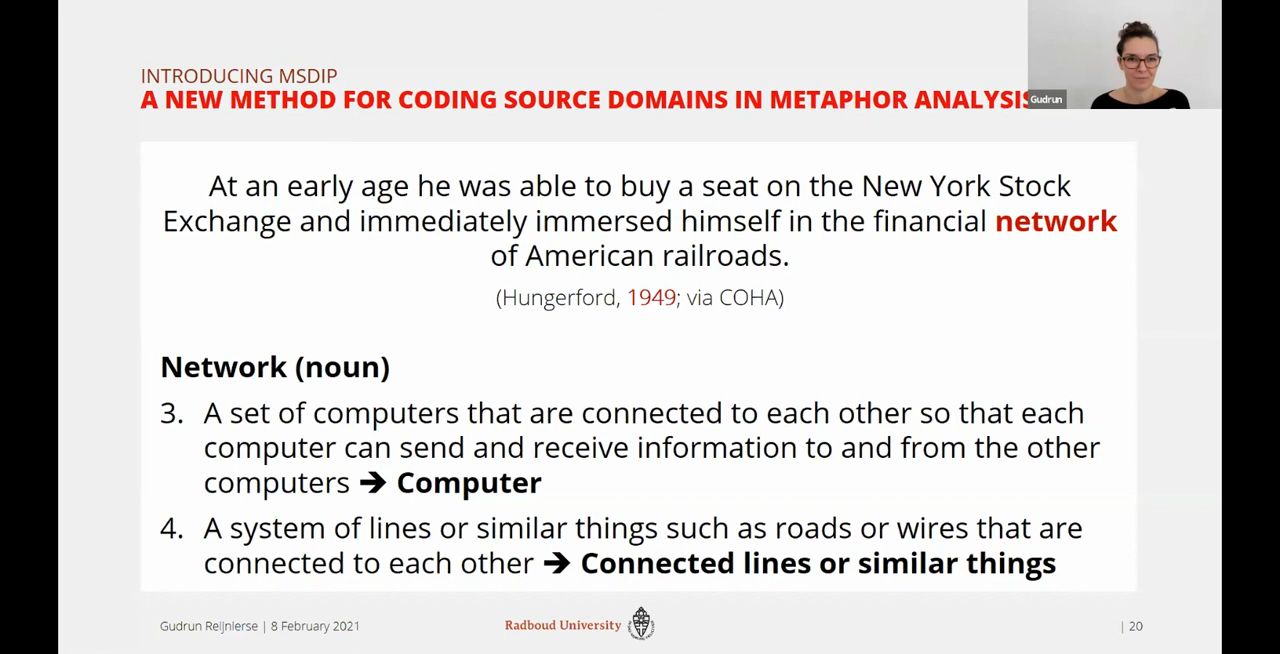 INTRODUCING MSDIP
A NEW METHOD FOR CODING SOURCE DOMAINS IN METAPHOR ANALYSIS
Gudrun
At an early age he was able to buy a seat on the New York Stock
Exchange and immediately immersed himself in the financial network
of American railroads.
(Hungerford, 1949; via COHA)
Network (noun)
3. A set of computers that are connected to each other so that each
computer can send and receive information to and from the other
computers ➔ Computer
4. A system of lines or similar things such as roads or wires that are
connected to each other ➔ Connected lines or similar things
Gudrun Reijnierse | 8 February 2021
Radboud University
| 20